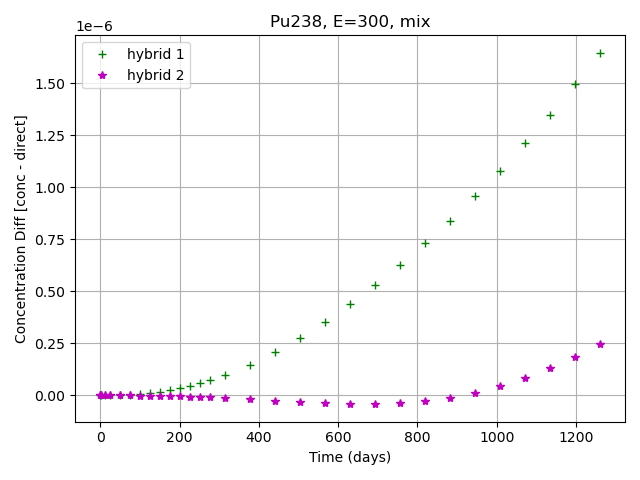 Pu238, E=300, mix
1e−6
hybrid 1
hybrid 2
1.50
1.25
1.00
0.75
0.50
0.25
0.00
Concentration Diff [conc - direct]
0 200 400 600 800 1000 1200
Time (days)